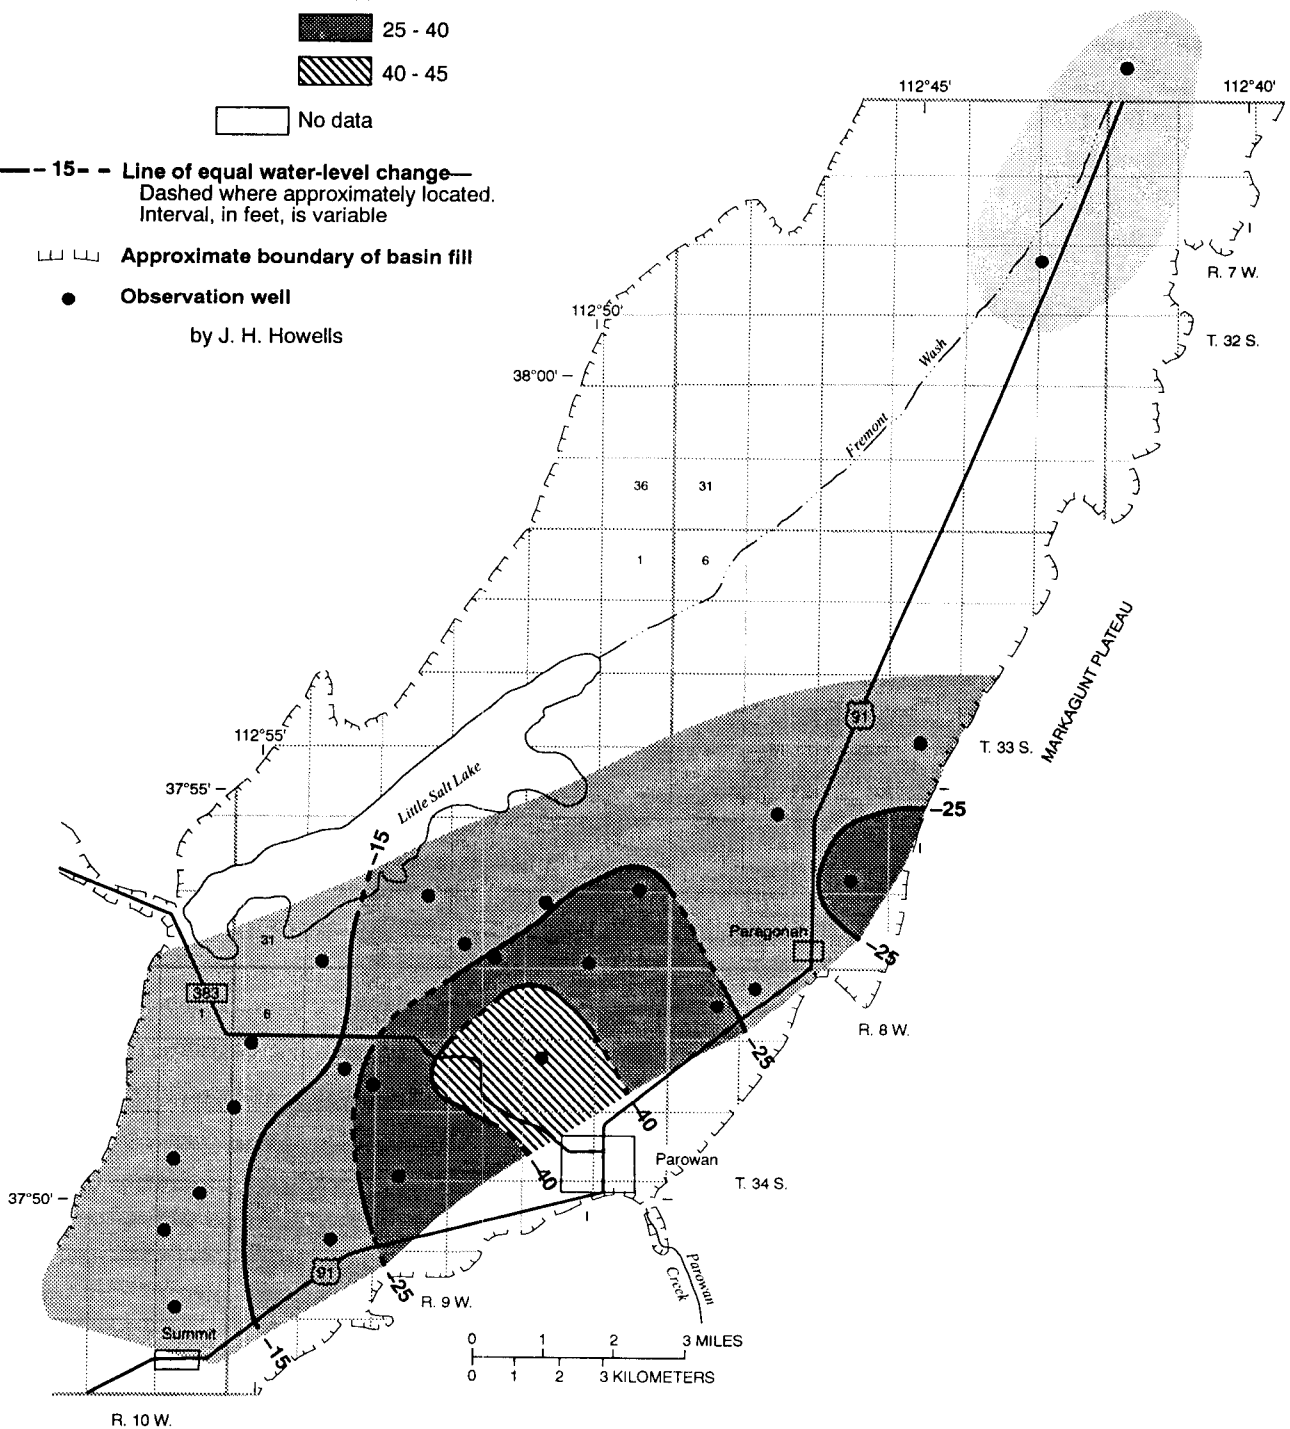 25 - 40
40 - 45
No data
- 15- - Line of equal water-level change—
Dashed where approximately located.
Interval, in feet, is variable
Approximate boundary of basin fill
Observation well
by J. H. Howells
112°45'
112°40'
R. 7 W.
112°50'
T. 32 S.
Wash
38°00'
Fremont
36
31
1
6
MARKAGUNT PLATEAU
91
112°55'
T. 33 S.
37°55'
Little Salt Lake
-25
-15
31
Paragonah
-25
383
1
6
R. 8 W.
-25
-40
Parowan
-40
T. 34 S.
37°50'
Parowan
Creek
91
-25
R. 9 W.
Summit
-15
0 1 2 3 MILES
0 1 2 3 KILOMETERS
R. 10 W.